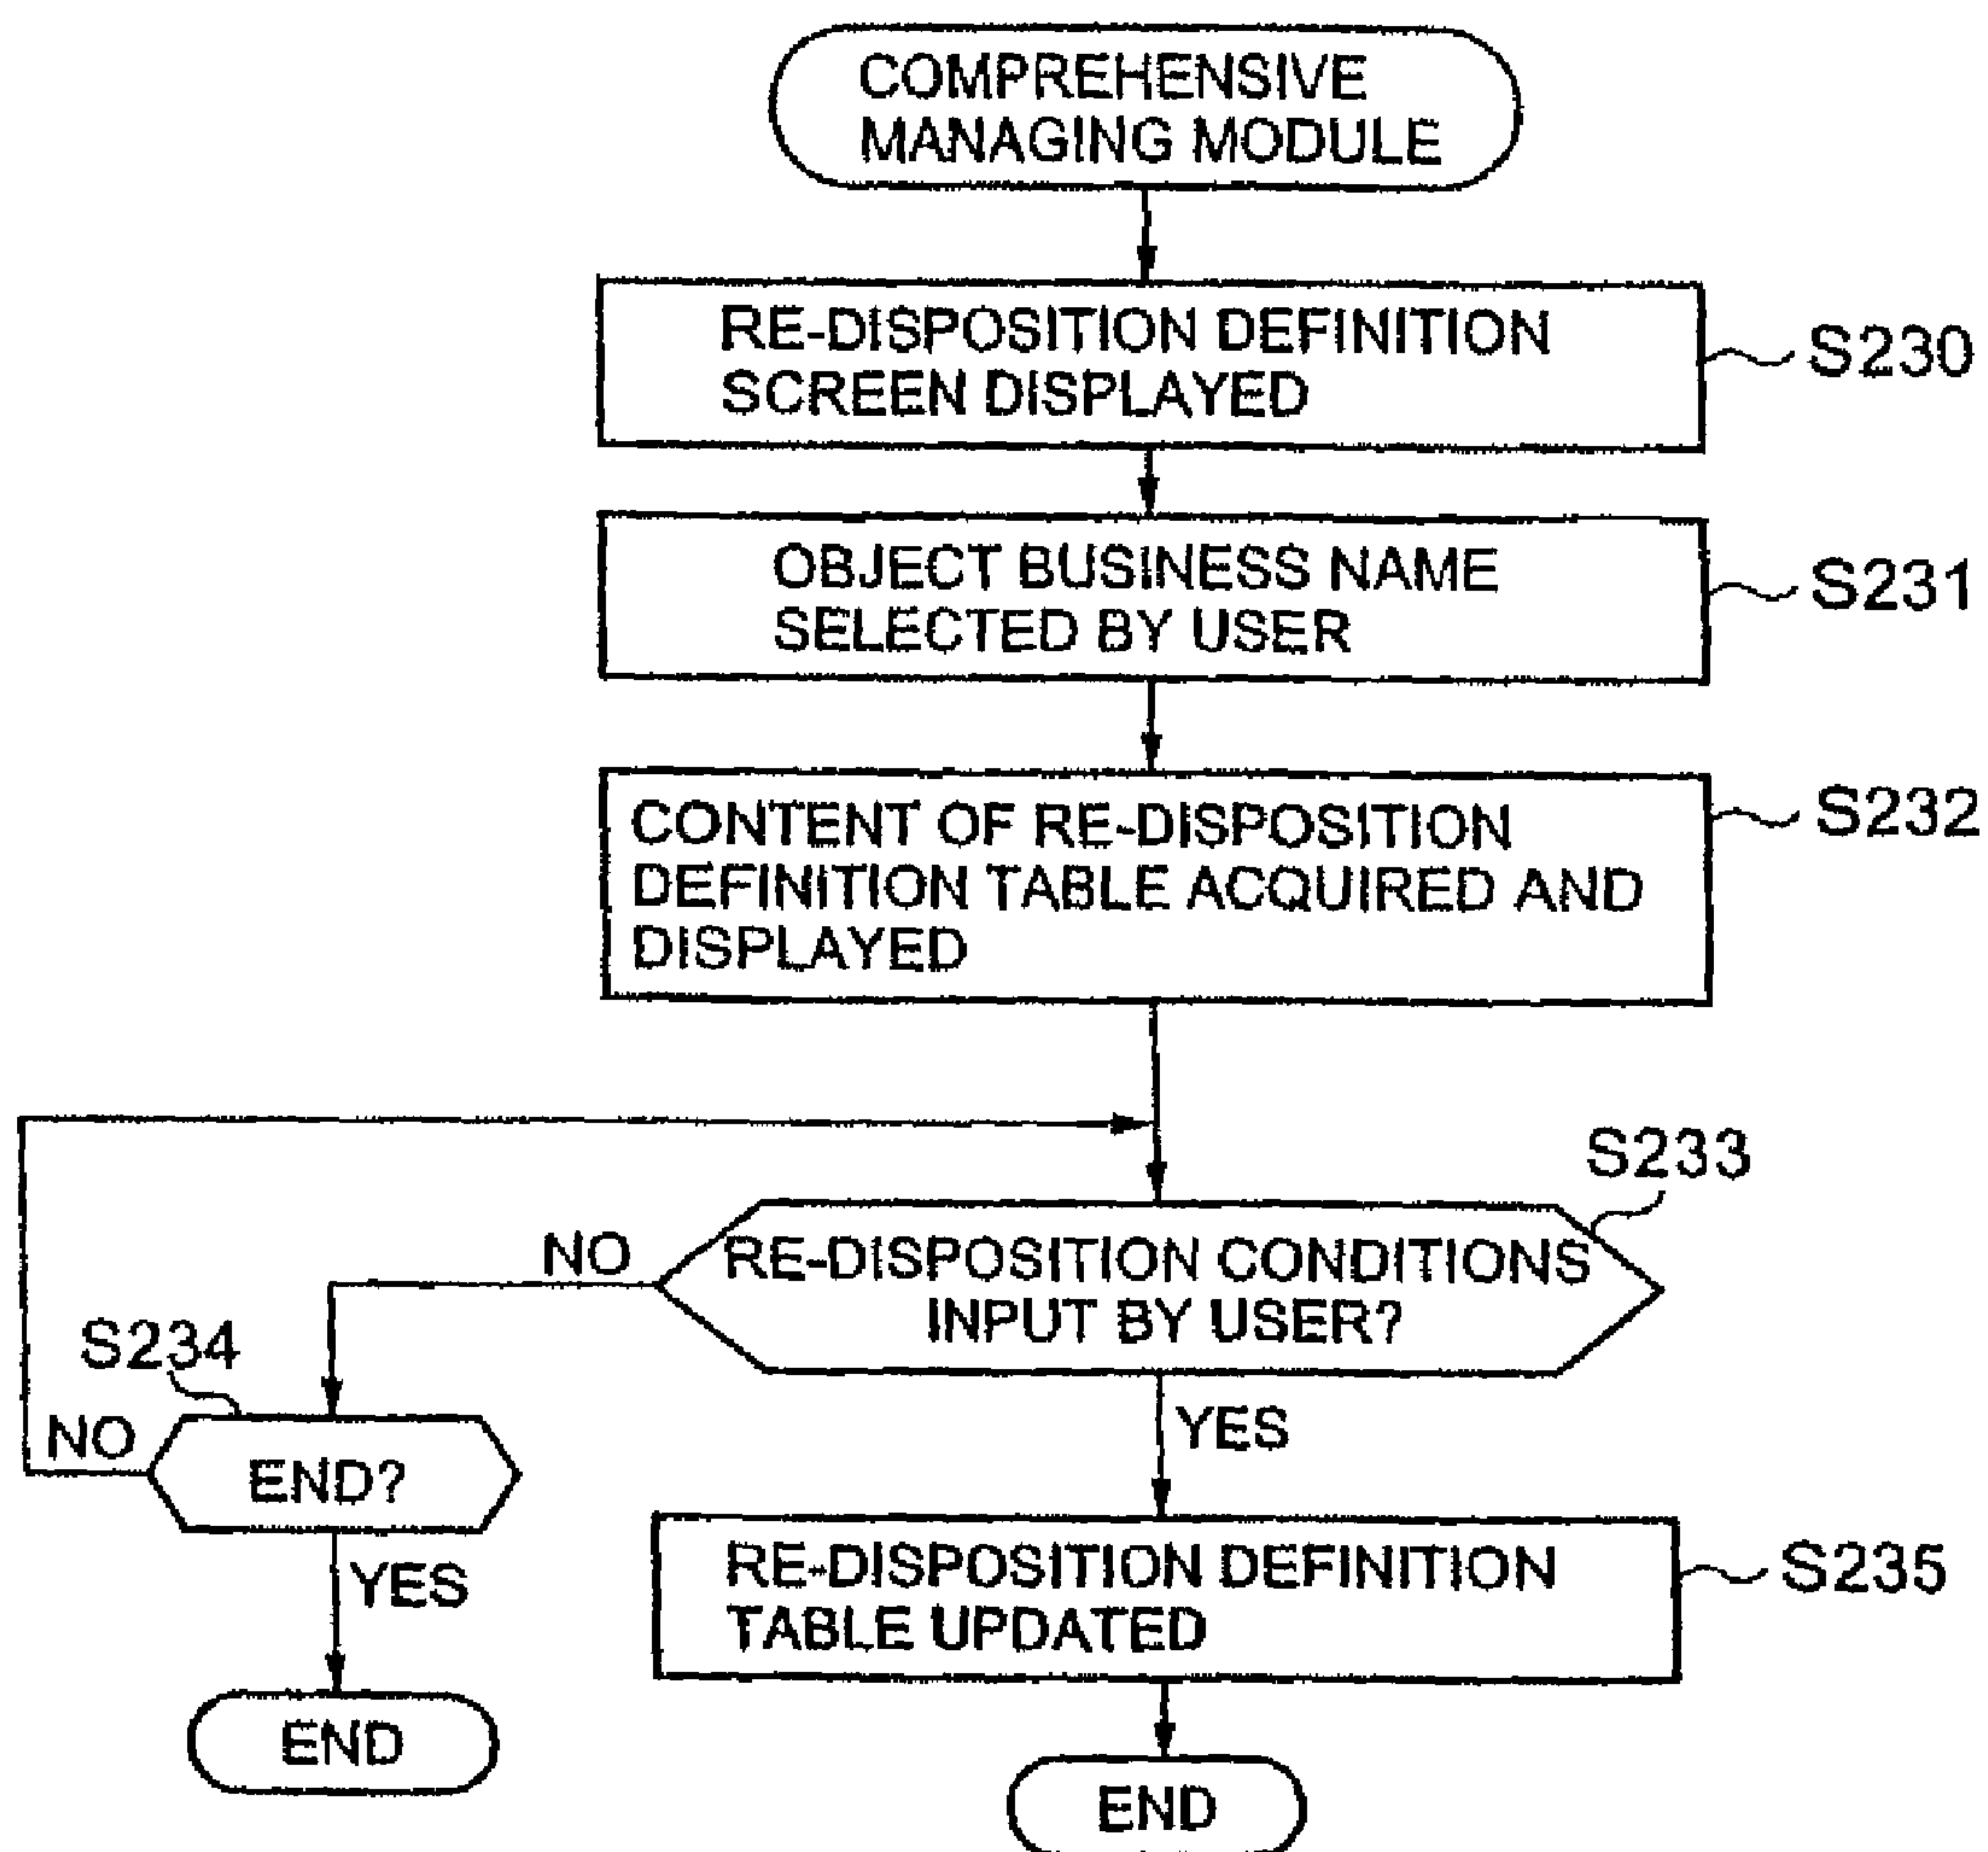 COMPREHENSIVE
MANAGING MODULE
RE-DISPOSITION DEFINITION
SCREEN DISPLAYED
S230
OBJECT BUSINESS NAME
SELECTED BY USER
S231
CONTENT OF RE-DISPOSITION
DEFINITION TABLE ACQUIRED AND
DISPLAYED
S232
S233
RE-DISPOSITION CONDITIONS
INPUT BY USER?
NO
S234
NO
END?
YES
YES
RE-DISPOSITION DEFINITION
TABLE UPDATED
S235
END
END